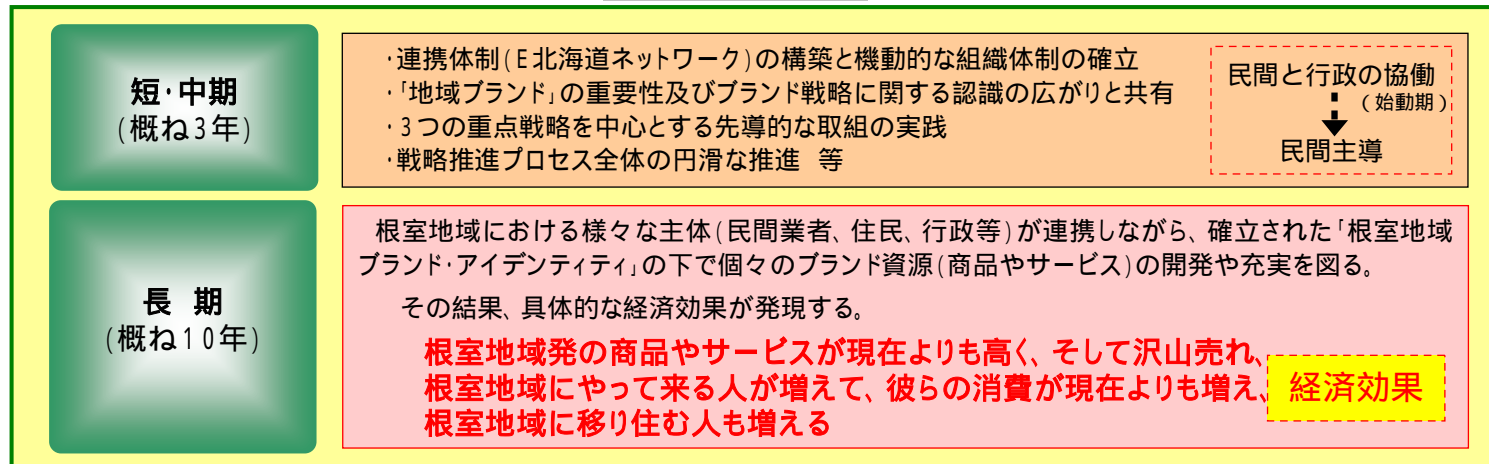 短･中期
(概ね3年)
･連携体制(E北海道ネットワーク)の構築と機動的な組織体制の確立
･「地域ブランド」の重要性及びブランド戦略に関する認識の広がりと共有
･3つの重点戦略を中心とする先導的な取組の実践
･戦略推進プロセス全体の円滑な推進 等
民間と行政の協働
(始動期)
民間主導
長 期
(概ね10年)
根室地域における様々な主体(民間業者、住民、行政等)が連携しながら、確立された「根室地域
ブランド･アイデンティティ」の下で個々のブランド資源(商品やサービス)の開発や充実を図る。
その結果、具体的な経済効果が発現する。
根室地域発の商品やサービスが現在よりも高く、そして沢山売れ、
根室地域にやって来る人が増えて、彼らの消費が現在よりも増え、
根室地域に移り住む人も増える
経済効果